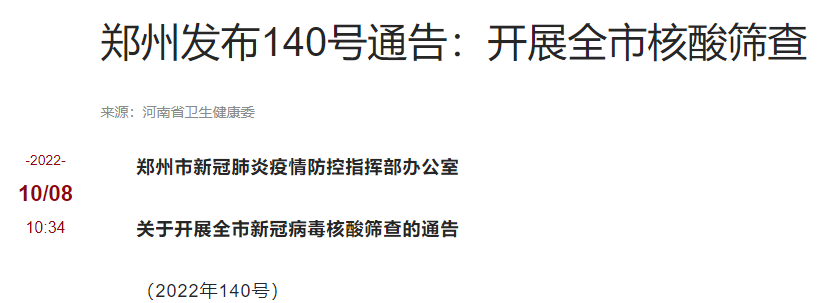 郑州发布140号通告：开展全市核酸筛查
来源：河南省卫生健康委
-2022-
10/08
10:34
郑州市新冠肺炎疫情防控指挥部办公室
关于开展全市新冠病毒核酸筛查的通告
（2022年140号）